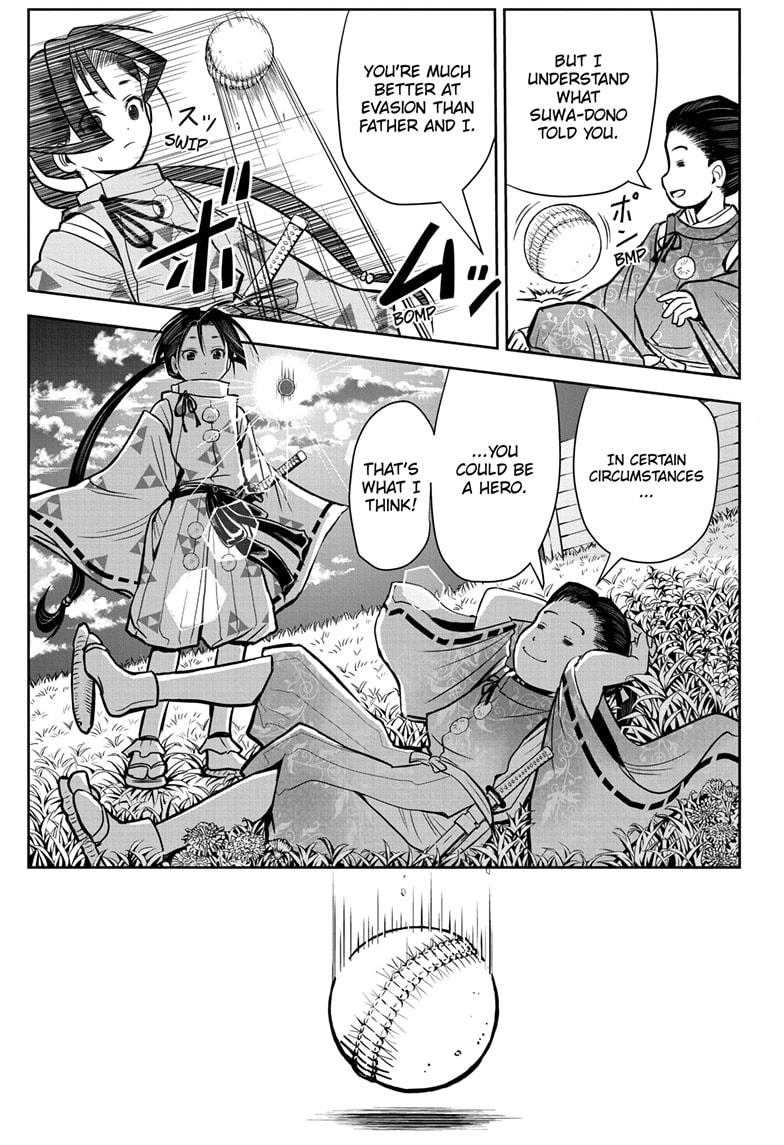 BUT I
UNDERSTAND
WHAT
SUWA-DONO
TOLD YOU.
ポン
BMP
YOU'RE MUCH
BETTER AT
EVASION THAN
FATHER AND I.
スッ
SWIP
ボムッ
BOMP
IN CERTAIN
CIRCUMSTANCES
...
...YOU
COULD BE
A HERO.
THAT'S
WHAT I
THINK!